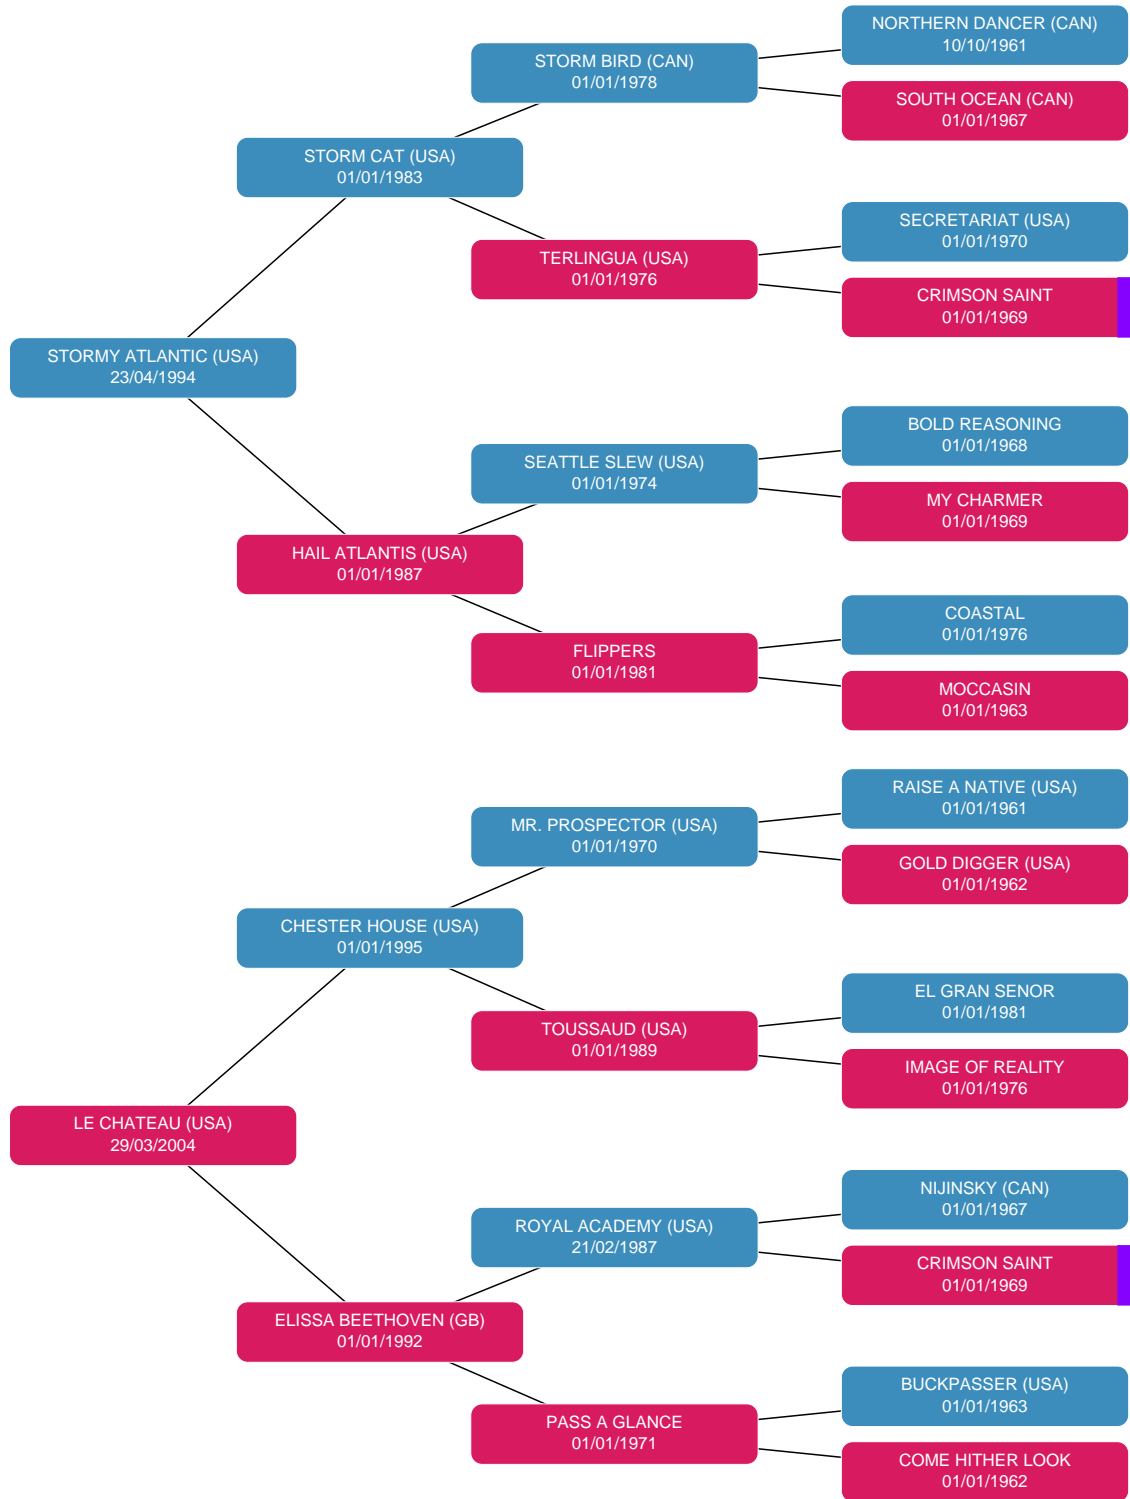 NORTHERN DANCER (CAN)
10/10/1961
STORM BIRD (CAN)
01/01/1978
SOUTH OCEAN (CAN)
01/01/1967
STORM CAT (USA)
01/01/1983
SECRETARIAT (USA)
01/01/1970
TERLINGUA (USA)
01/01/1976
CRIMSON SAINT
01/01/1969
STORMY ATLANTIC (USA)
23/04/1994
BOLD REASONING
01/01/1968
SEATTLE SLEW (USA)
01/01/1974
MY CHARMER
01/01/1969
HAIL ATLANTIS (USA)
01/01/1987
COASTAL
01/01/1976
FLIPPERS
01/01/1981
MOCCASIN
01/01/1963
RAISE A NATIVE (USA)
01/01/1961
MR. PROSPECTOR (USA)
01/01/1970
GOLD DIGGER (USA)
01/01/1962
CHESTER HOUSE (USA)
01/01/1995
EL GRAN SENOR
01/01/1981
TOUSSAUD (USA)
01/01/1989
IMAGE OF REALITY
01/01/1976
LE CHATEAU (USA)
29/03/2004
NIJINSKY (CAN)
01/01/1967
ROYAL ACADEMY (USA)
21/02/1987
CRIMSON SAINT
01/01/1969
ELISSA BEETHOVEN (GB)
01/01/1992
BUCKPASSER (USA)
01/01/1963
PASS A GLANCE
01/01/1971
COME HITHER LOOK
01/01/1962